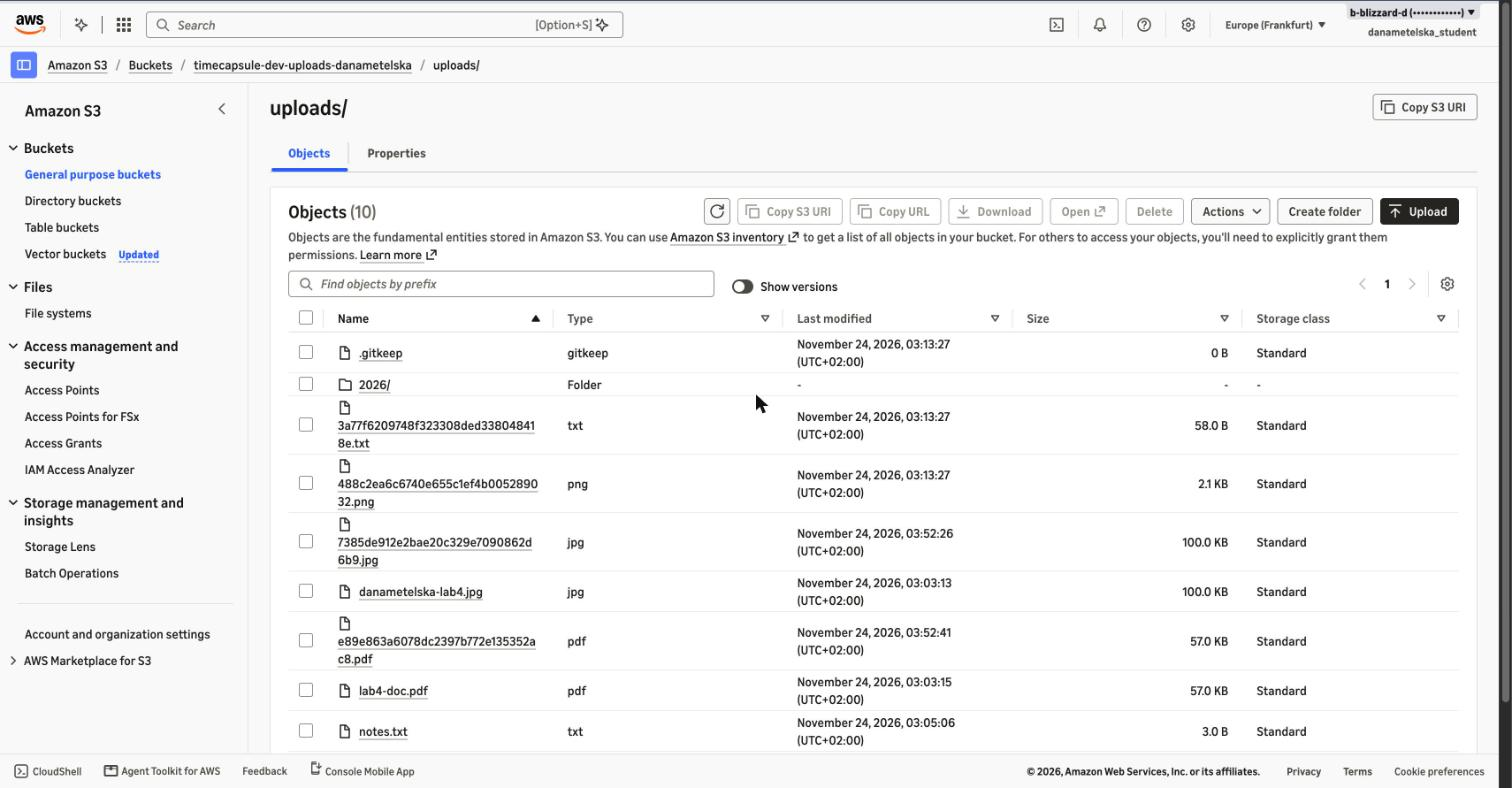 aws
Search [Option+S]
Europe (Frankfurt)
b-blizzard-d (••••••••••••)
danametelska_student
Amazon S3 / Buckets / timecapsule-dev-uploads-danametelska / uploads/
Amazon S3
Buckets
General purpose buckets
Directory buckets
Table buckets
Vector buckets Updated
Files
File systems
Access management and
security
Access Points
Access Points for FSx
Access Grants
IAM Access Analyzer
Storage management and
insights
Storage Lens
Batch Operations
Account and organization settings
AWS Marketplace for S3
uploads/
Copy S3 URI
Objects Properties
Objects (10)
Copy S3 URI Copy URL Download Open Delete Actions Create folder Upload
Objects are the fundamental entities stored in Amazon S3. You can use Amazon S3 inventory to get a list of all objects in your bucket. For others to access your objects, you'll need to explicitly grant them
permissions. Learn more
Find objects by prefix Show versions 1
Name Type Last modified Size Storage class
.gitkeep gitkeep November 24, 2026, 03:13:27 (UTC+02:00) 0 B Standard
2026/ Folder - - -
3a77f6209748f323308ded33804841
8e.txt txt November 24, 2026, 03:13:27 (UTC+02:00) 58.0 B Standard
488c2ea6c6740e655c1ef4b0052890
32.png png November 24, 2026, 03:13:27 (UTC+02:00) 2.1 KB Standard
7385de912e2bae20c329e7090862d
6b9.jpg jpg November 24, 2026, 03:52:26 (UTC+02:00) 100.0 KB Standard
danametelska-lab4.jpg jpg November 24, 2026, 03:03:13 (UTC+02:00) 100.0 KB Standard
e89e863a6078dc2397b772e135352a
c8.pdf pdf November 24, 2026, 03:52:41 (UTC+02:00) 57.0 KB Standard
lab4-doc.pdf pdf November 24, 2026, 03:03:15 (UTC+02:00) 57.0 KB Standard
notes.txt txt November 24, 2026, 03:05:06 (UTC+02:00) 3.0 B Standard
CloudShell Agent Toolkit for AWS Feedback Console Mobile App
© 2026, Amazon Web Services, Inc. or its affiliates. Privacy Terms Cookie preferences